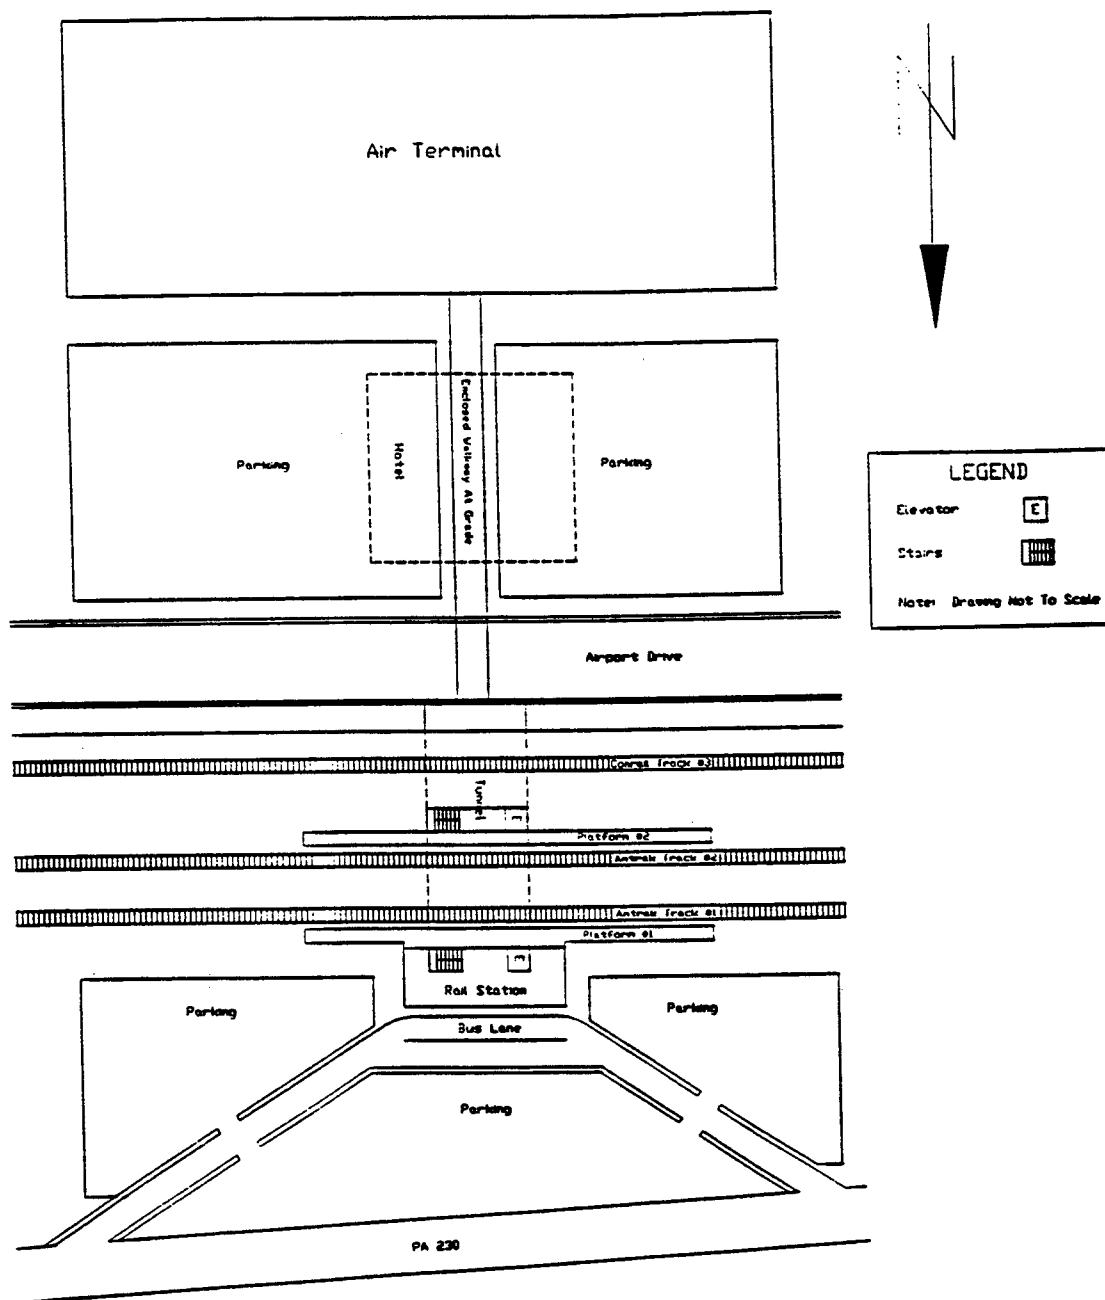 N
Air Terminal
Enclosed Walkway At Grade
Hotel
Parking
Parking
LEGEND
Elevator
E
Stairs
Note: Drawing Not To Scale
Airport Drive
Conrail Track #3
Tunnel
E
Platform #2
Amtrak Track #2
Amtrak Track #1
Platform #1
E
Rail Station
Parking
Parking
Bus Lane
Parking
PA 230